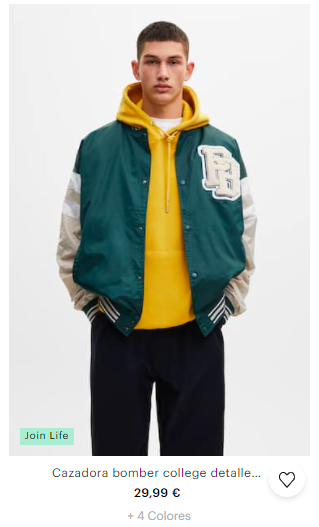 Join Life
Cazadora bomber college detalle...
29,99 €
+ 4 Colores